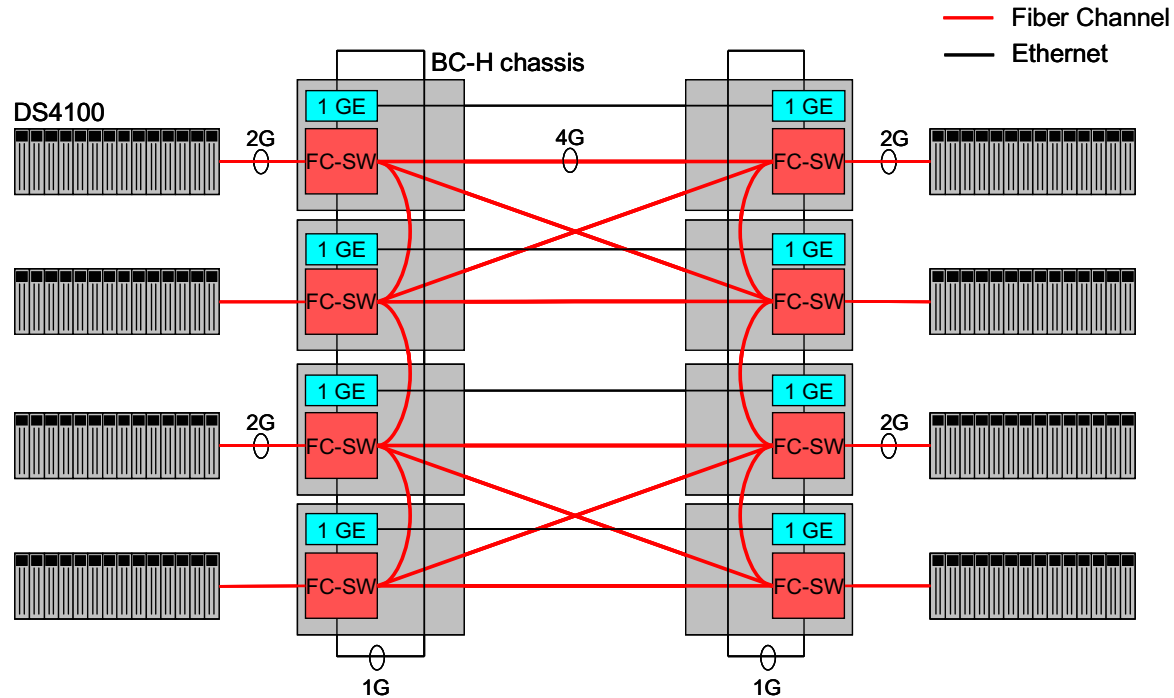 Fiber Channel
Ethernet
BC-H chassis
DS4100
1 GE
1 GE
2G
FC-SW
4G
FC-SW
2G
1 GE
1 GE
FC-SW
FC-SW
1 GE
1 GE
2G
FC-SW
FC-SW
2G
1 GE
1 GE
FC-SW
FC-SW
1G
1G